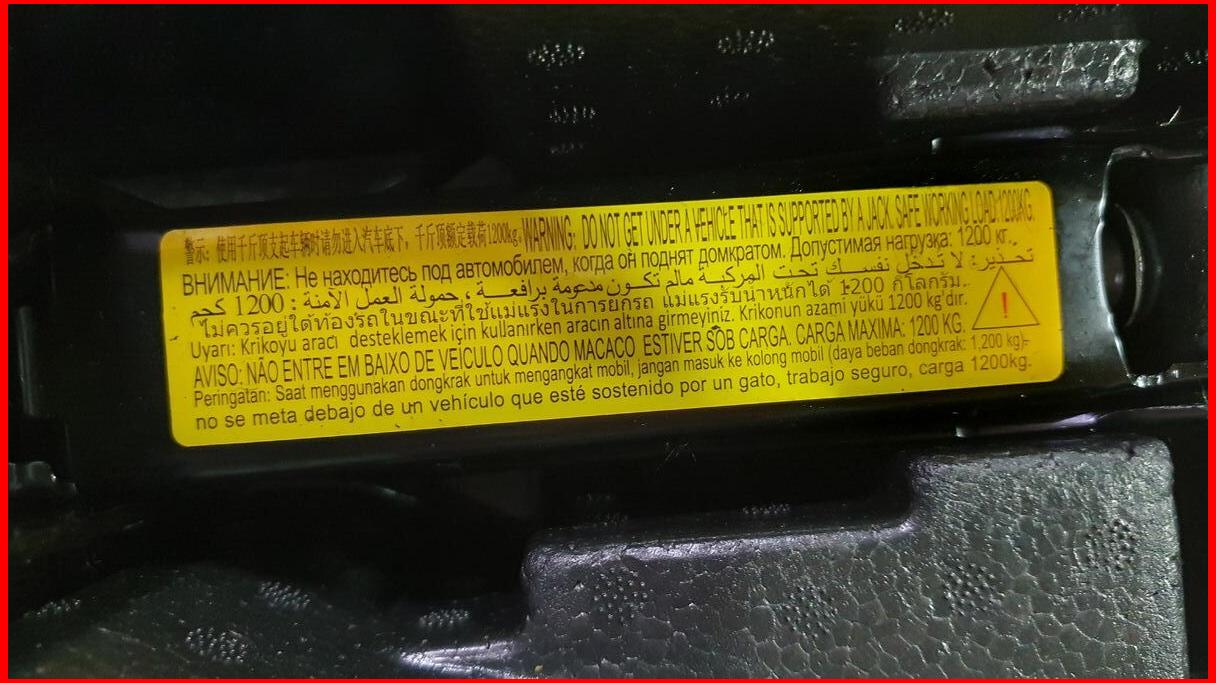 警示: 使用千斤顶支起车辆时请勿进入汽车底下, 千斤顶额定载荷1200kg. WARNING: DO NOT GET UNDER A VEHICLE THAT IS SUPPORTED BY A JACK. SAFE WORKING LOAD:1200KG.
ВНИМАНИЕ: Не находитесь под автомобилем, когда он поднят домкратом. Допустимая нагрузка: 1200 кг.
تحذير: لا تدخل نفسك تحت المركبة مالم تكون مدعومة برافعة ، حمولة العمل الآمنة : 1200 كجم
ไม่ควรอยู่ใต้ท้องรถในขณะที่ใช้แม่แรงในการยกรถ แม่แรงรับน้ำหนักได้ 1200 กิโลกรัม.
Uyarı: Krikoyu aracı desteklemek için kullanırken aracın altına girmeyiniz. Krikonun azami yükü 1200 kg'dır.
AVISO: NÃO ENTRE EM BAIXO DE VEÍCULO QUANDO MACACO ESTIVER SOB CARGA. CARGA MAXIMA: 1200 KG.
Peringatan: Saat menggunakan dongkrak untuk mengangkat mobil, jangan masuk ke kolong mobil (daya beban dongkrak: 1,200 kg).
no se meta debajo de un vehículo que esté sostenido por un gato, trabajo seguro, carga 1200kg.